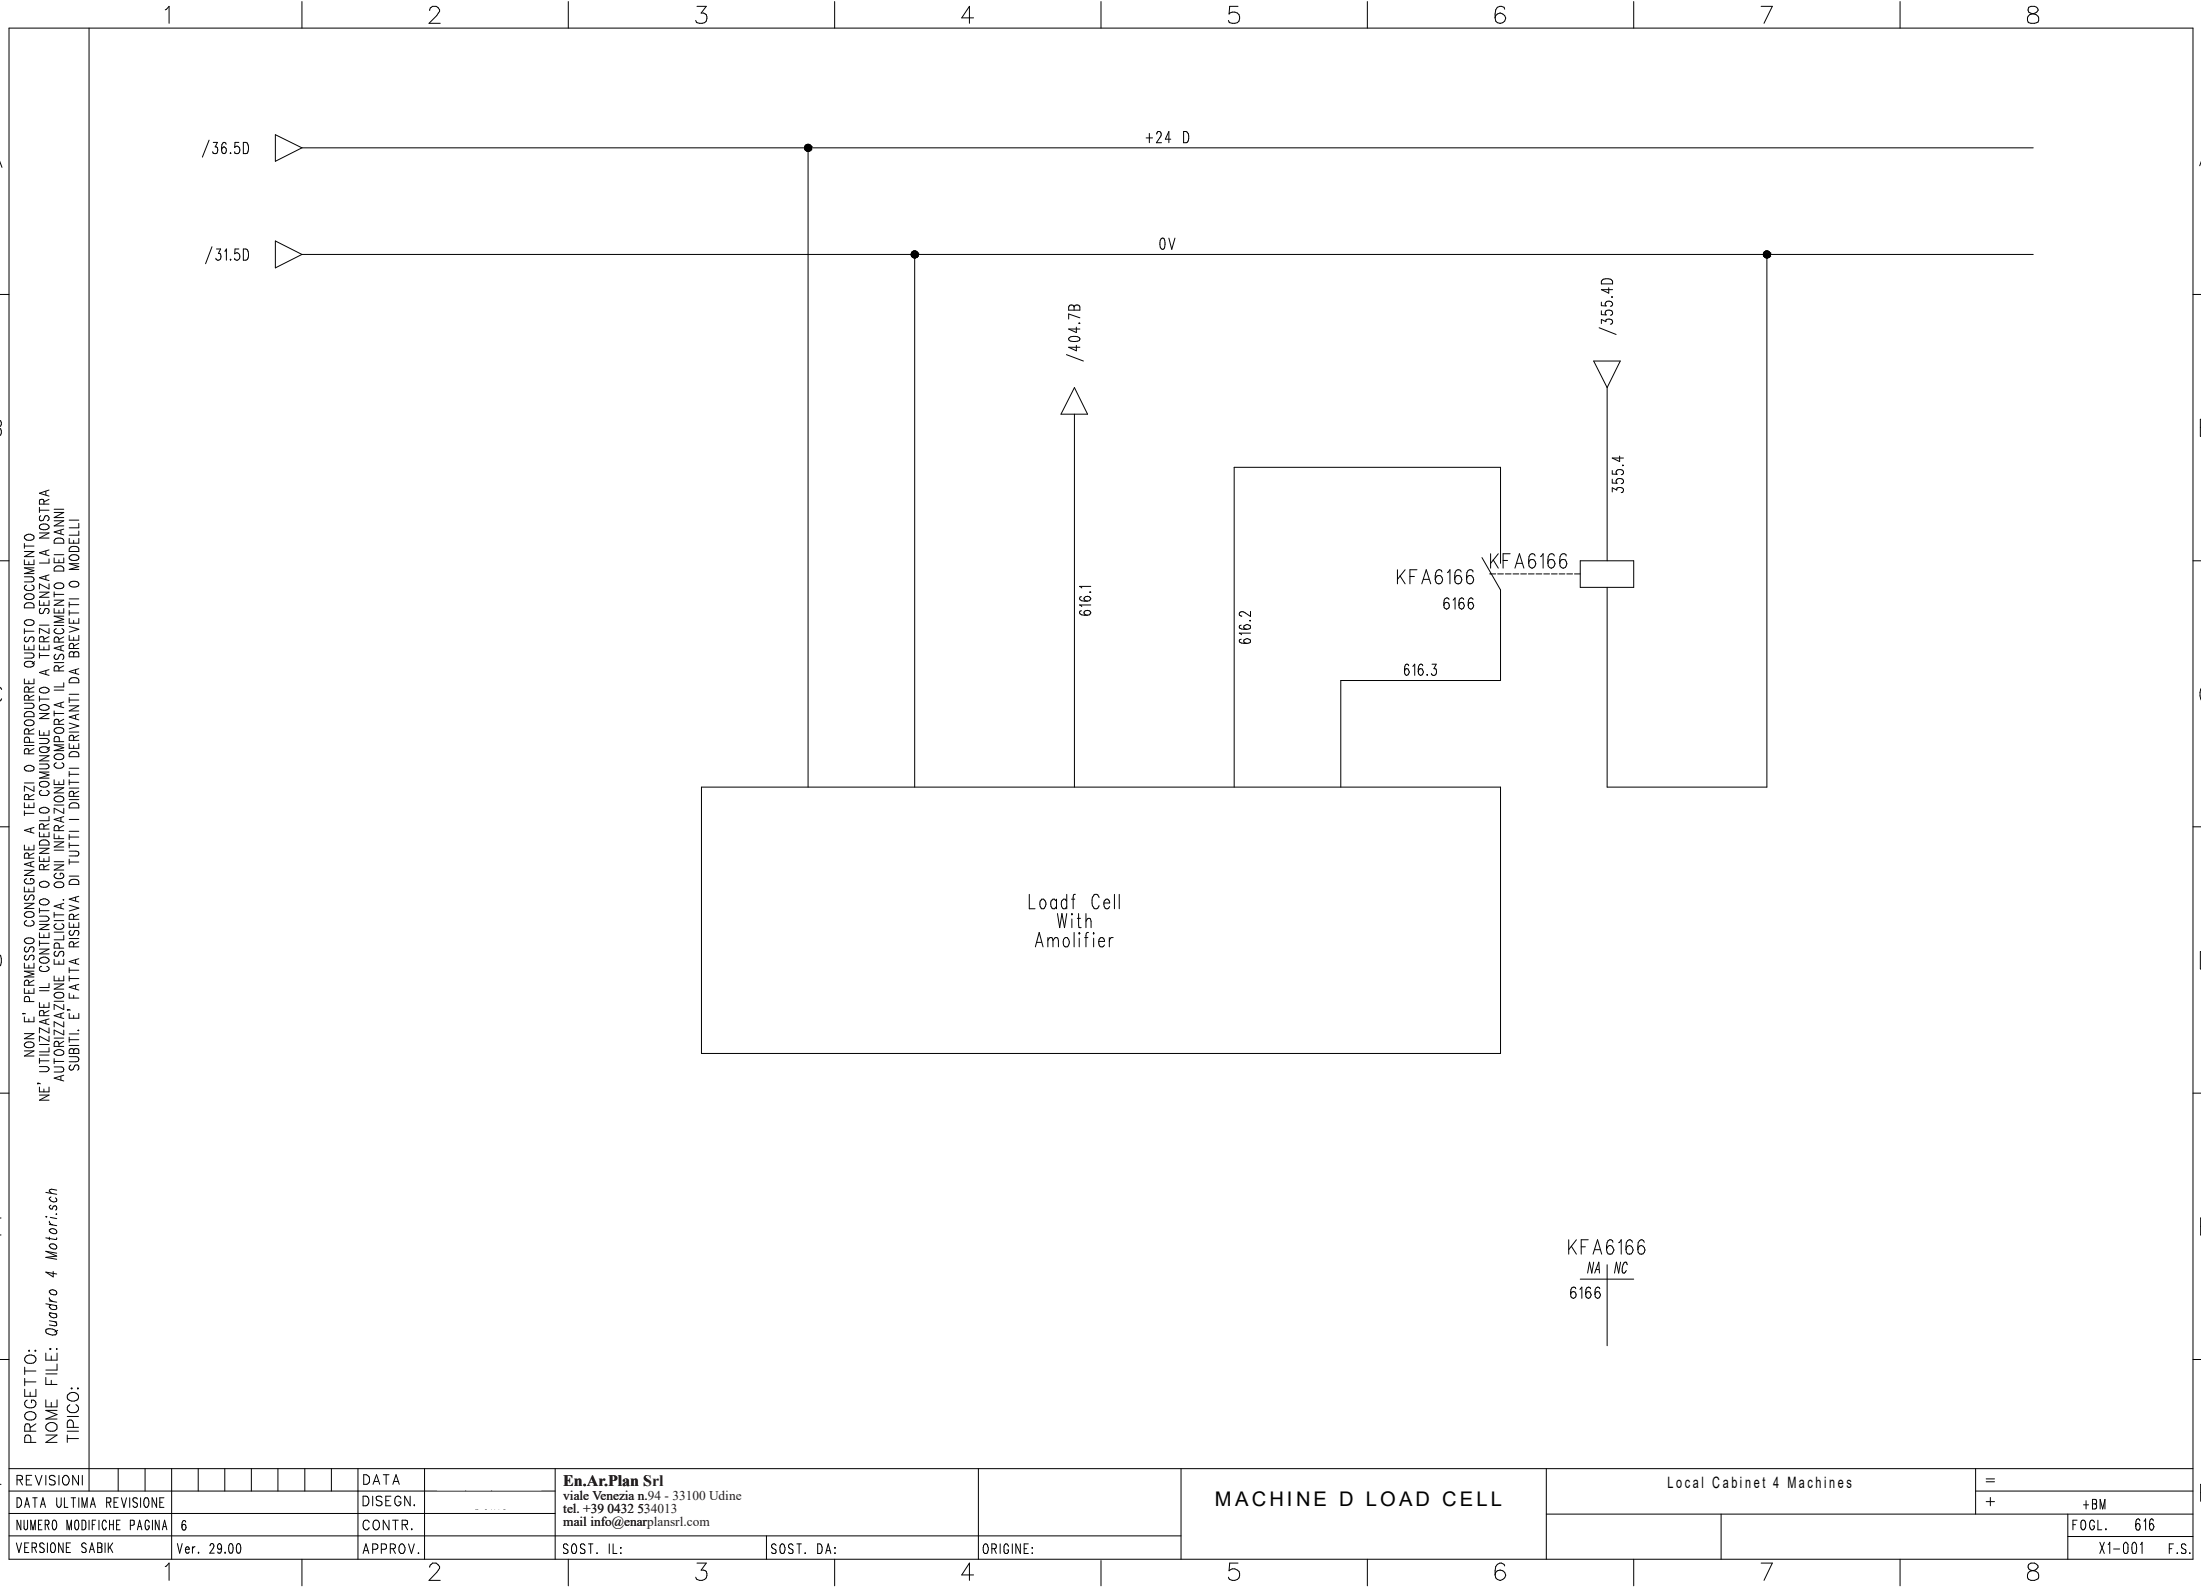 1 2 3 4 5 6 7 8
/36.5D
+24 D
/31.5D
0V
/404.7B
/355.4D
355.4
KFA6166
KFA6166
6166
616.1
616.2
616.3
Loadf Cell
With
Amolifier
KFA6166
NA NC
6166
NON E' PERMESSO CONSEGNARE A TERZI O RIPRODURRE QUESTO DOCUMENTO
NE' UTILIZZARE IL CONTENUTO O RENDERLO COMUNQUE NOTO A TERZI SENZA LA NOSTRA
AUTORIZZAZIONE ESPLICITA. OGNI INFRAZIONE COMPORTA IL RISARCIMENTO DEI DANNI
SUBITI. E' FATTA RISERVA DI TUTTI I DIRITTI DERIVANTI DA BREVETTI O MODELLI
PROGETTO:
NOME FILE: Quadro 4 Motori.sch
TIPICO:
REVISIONI
DATA ULTIMA REVISIONE
NUMERO MODIFICHE PAGINA 6
VERSIONE SABIK Ver. 29.00
DATA
DISEGN.
CONTR.
APPROV.
En.Ar.Plan Srl
viale Venezia n.94 - 33100 Udine
tel. +39 0432 534013
mail info@enarplansrl.com
SOST. IL: SOST. DA: ORIGINE:
MACHINE D LOAD CELL
Local Cabinet 4 Machines
=
+ +BM
FOGL. 616
X1-001 F.S.
1 2 3 4 5 6 7 8